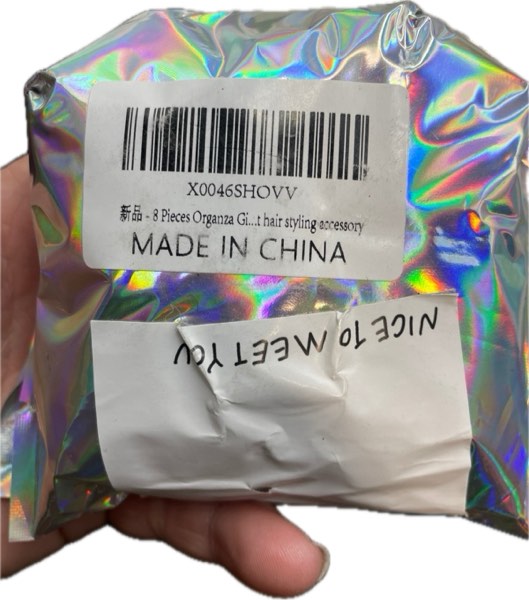 X0046SHOVV
新品 - 8 Pieces Organza Gi...t hair styling accessory
MADE IN CHINA
NICE TO MEET YOU